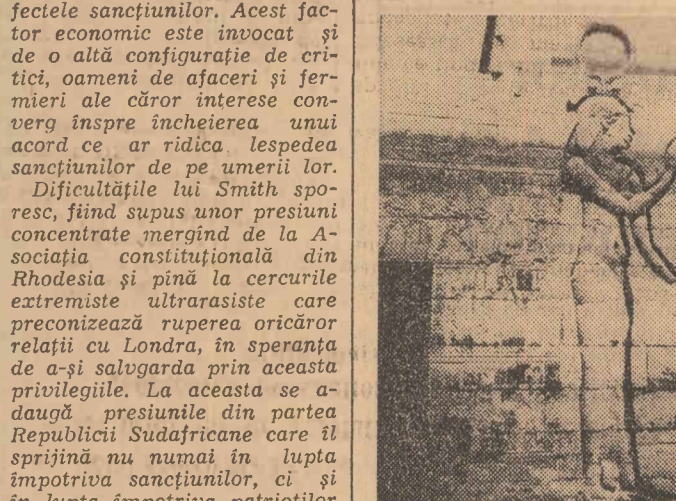 fectele sancțiunilor. Acest fac-
tor economic este invocat și
de o altă configurație de cri-
tici, oameni de afaceri și fer-
mieri ale căror interese con-
verg înspre încheierea unui
acord ce ar ridica lespedea
sancțiunilor de pe umerii lor.
Dificultățile lui Smith spo-
resc, fiind supus unor presiuni
concentrate mergînd de la A-
sociația constituțională din
Rhodesia și pînă la cercurile
extremiste ultrarasiste care
preconizează ruperea oricăror
relații cu Londra, în speranța
de a-și salvgarda prin aceasta
privilegiile. La aceasta se a-
daugă presiunile din partea
Republicii Sudafricane care îl
sprijină nu numai în lupta
împotriva sancțiunilor, ci și
în lupta împotriva patrioților